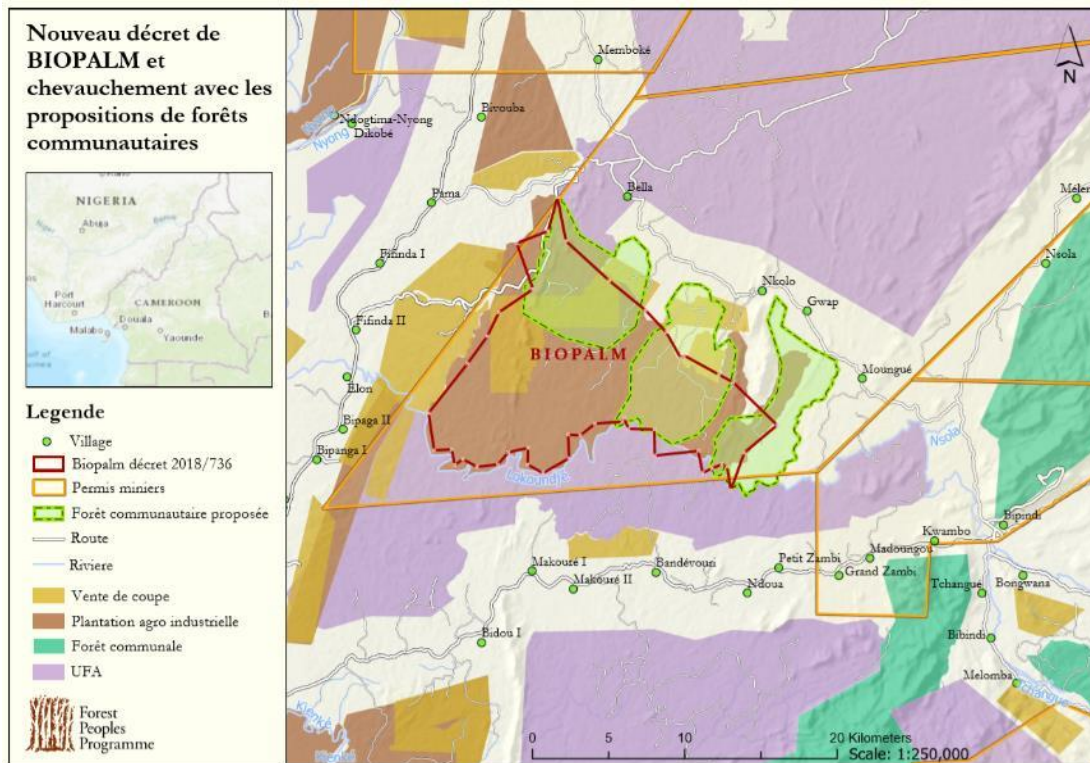 Nouveau décret de
BIOPALM et
chevauchement avec les
propositions de forêts
communautaires
NIGERIA
Abuja
Port
Harcourt
CAMEROON
Malabo
Douala
Yaounde
Legende
Village
Biopalm décret 2018/736
Permis miniers
Forêt communautaire proposée
Route
Riviere
Vente de coupe
Plantation agro industrielle
Forêt communale
UFA
Forest
Peoples
Programme
N
Memboké
Bivouba
Ndogtima-Nyong
Nyong
Dikobé
Pama
Bella
Mélen
Fifinda I
Nsola
Nkolo
Gwap
Fifinda II
BIOPALM
Elon
Moungué
Bipaga II
Bipanga I
Lokoundjé
Nsola
Bipindi
Kwambo
Makouré I
Makouré II
Bandévouri
Petit Zambi
Madoungou
Grand Zambi
Ndoua
Tchangué
Bongwana
Bidou I
Bibindi
Melomba
Tchangue
Kienké
0 5 10 20 Kilometers
Scale: 1:250,000